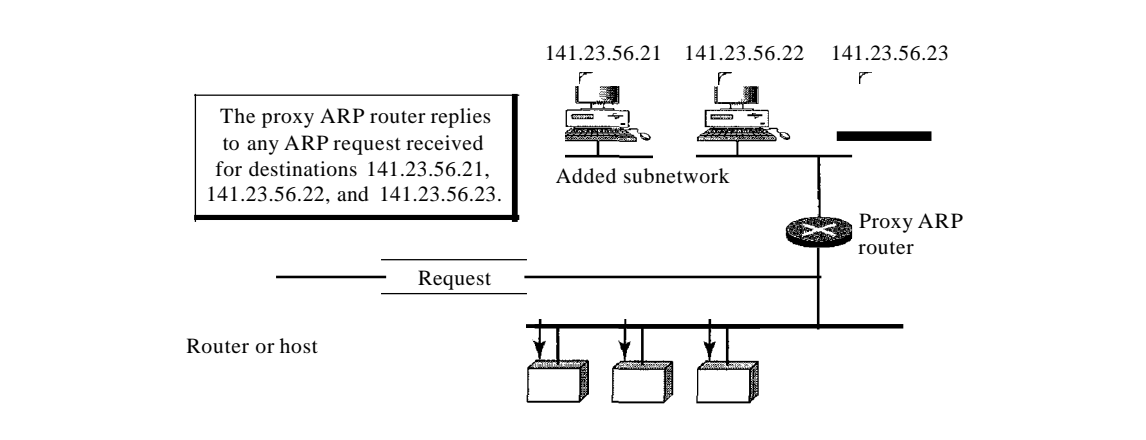 141.23.56.21 141.23.56.22 141.23.56.23
The proxy ARP router replies
to any ARP request received
for destinations 141.23.56.21,
141.23.56.22, and 141.23.56.23.
Added subnetwork
Proxy ARP
router
Request
Router or host